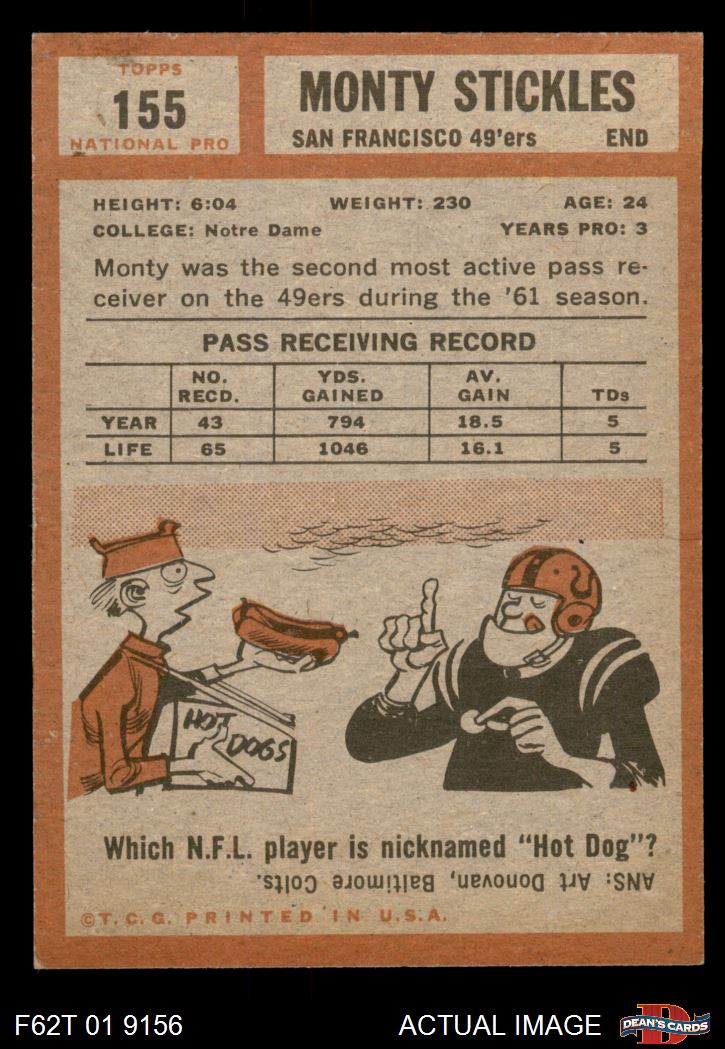 TOPPS
155
NATIONAL PRO
MONTY STICKLES
SAN FRANCISCO 49'ers END
HEIGHT: 6:04 WEIGHT: 230 AGE: 24
COLLEGE: Notre Dame YEARS PRO: 3
Monty was the second most active pass re-
ceiver on the 49ers during the '61 season.
PASS RECEIVING RECORD
NO. RECD. YDS. GAINED AV. GAIN TDs
YEAR 43 794 18.5 5
LIFE 65 1046 16.1 5
HOT
DOGS
Which N.F.L. player is nicknamed "Hot Dog"?
ANS: Art Donovan, Baltimore Colts.
©T.C.G. PRINTED IN U.S.A.
F62T 01 9156 ACTUAL IMAGE D DEAN'S CARDS